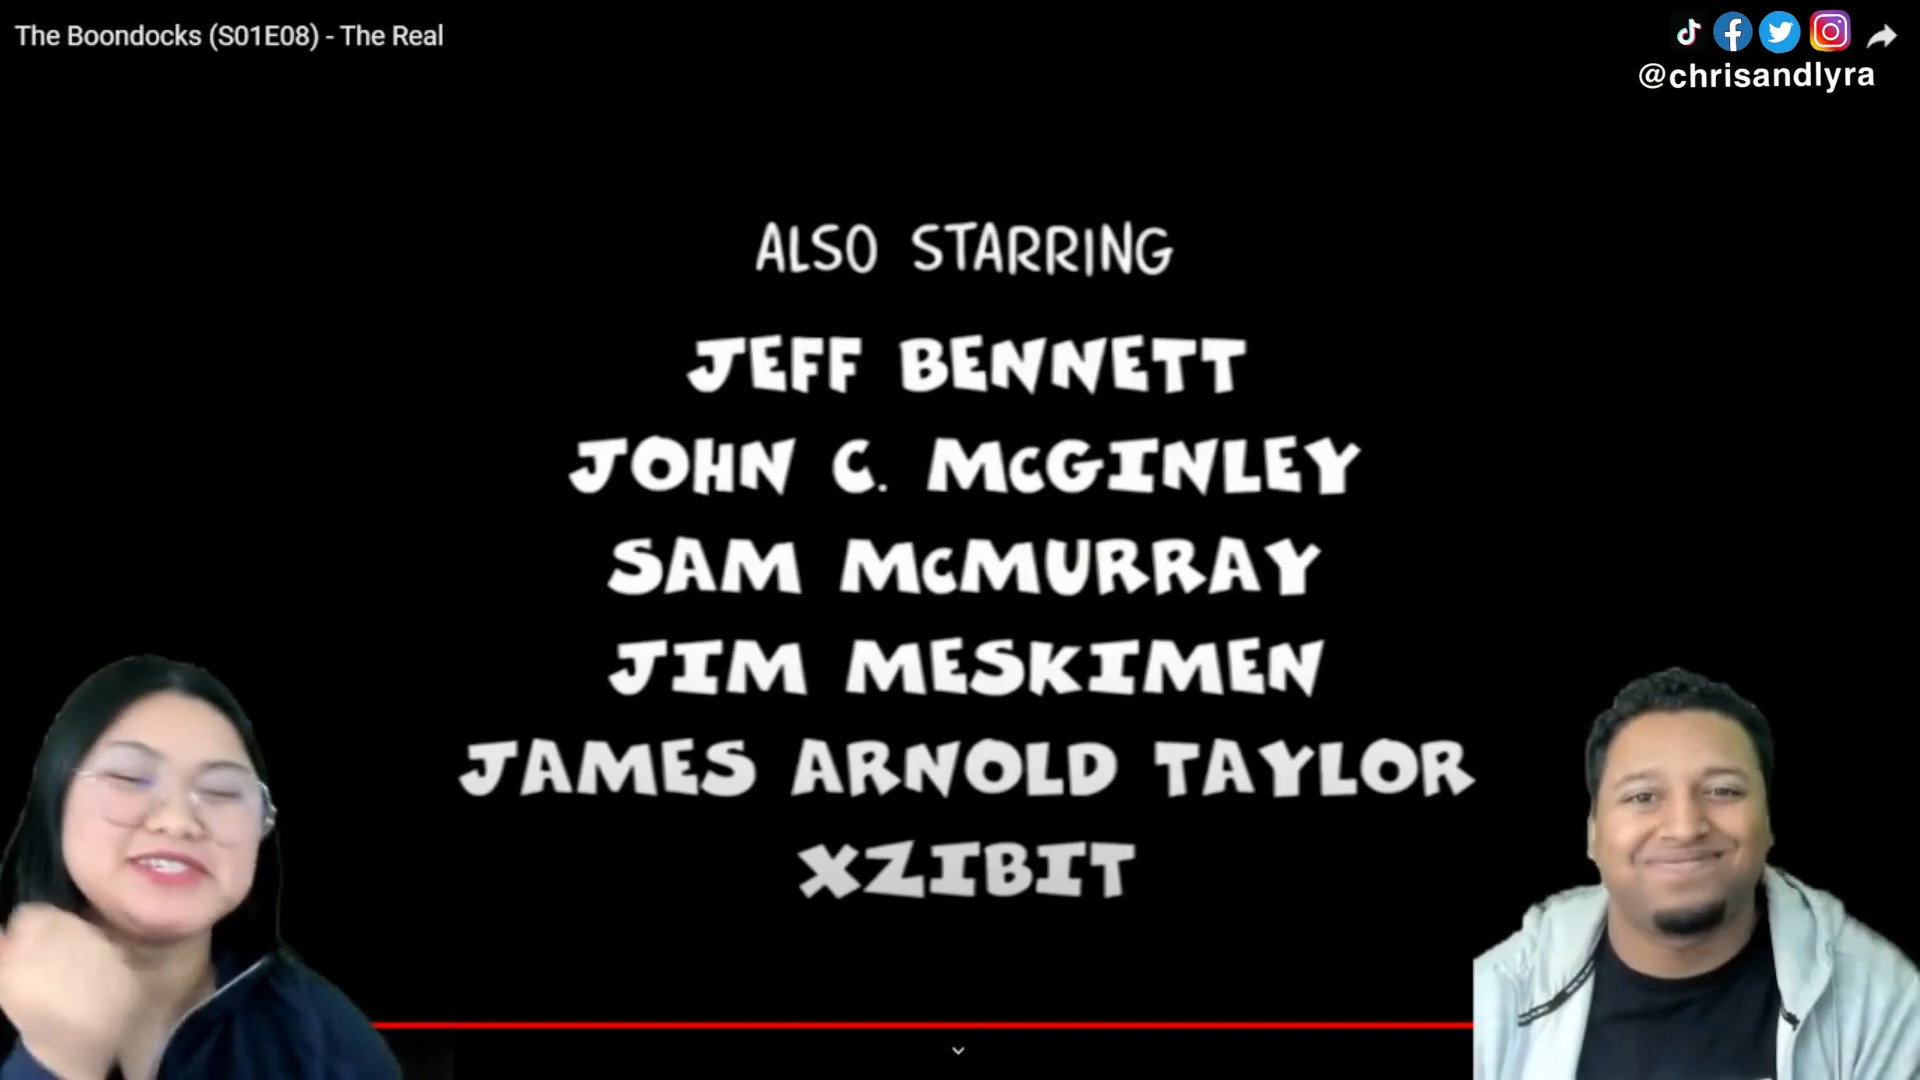 The Boondocks (S01E08) - The Real
@chrisandlyra
ALSO STARRING
JEFF BENNETT
JOHN C. McGINLEY
SAM McMURRAY
JIM MESKIMEN
JAMES ARNOLD TAYLOR
XZIBIT